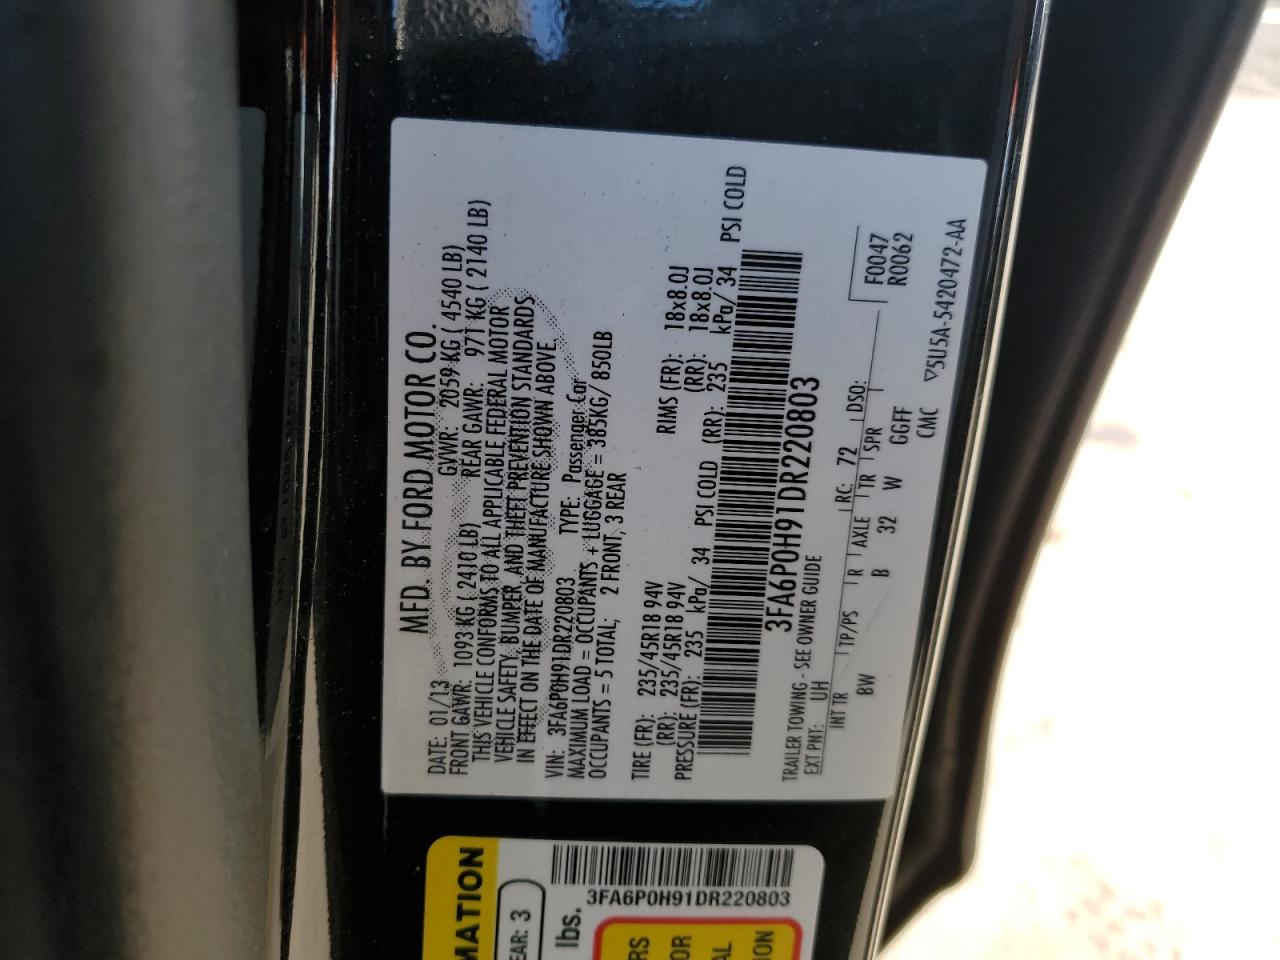 MFD. BY FORD MOTOR CO.
DATE: 01/13 GVWR: 2059 KG ( 4540 LB)
FRONT GAWR: 1093 KG ( 2410 LB) REAR GAWR: 971 KG ( 2140 LB)
THIS VEHICLE CONFORMS TO ALL APPLICABLE FEDERAL MOTOR
VEHICLE SAFETY, BUMPER, AND THEFT PREVENTION STANDARDS
IN EFFECT ON THE DATE OF MANUFACTURE SHOWN ABOVE.
VIN: 3FA6P0H91DR220803 TYPE: Passenger Car
MAXIMUM LOAD = OCCUPANTS + LUGGAGE = 385KG/ 850LB
OCCUPANTS = 5 TOTAL; 2 FRONT, 3 REAR
TIRE (FR): 235/45R18 94V RIMS (FR): 18x8.0J
(RR): 235/45R18 94V (RR): 18x8.0J
PRESSURE (FR): 235 kPa/ 34 PSI COLD (RR): 235 kPa/ 34 PSI COLD
3FA6P0H91DR220803
TRAILER TOWING - SEE OWNER GUIDE
EXT PNT: UH RC: 72 DSO: F0047
INT TR TP/PS R AXLE TR SPR R0062
BW B 32 W GGFF
CMC ▽5U5A-5420472-AA
MATION
EAR: 3
lbs.
3FA6P0H91DR220803
RS
OR
AL
ION